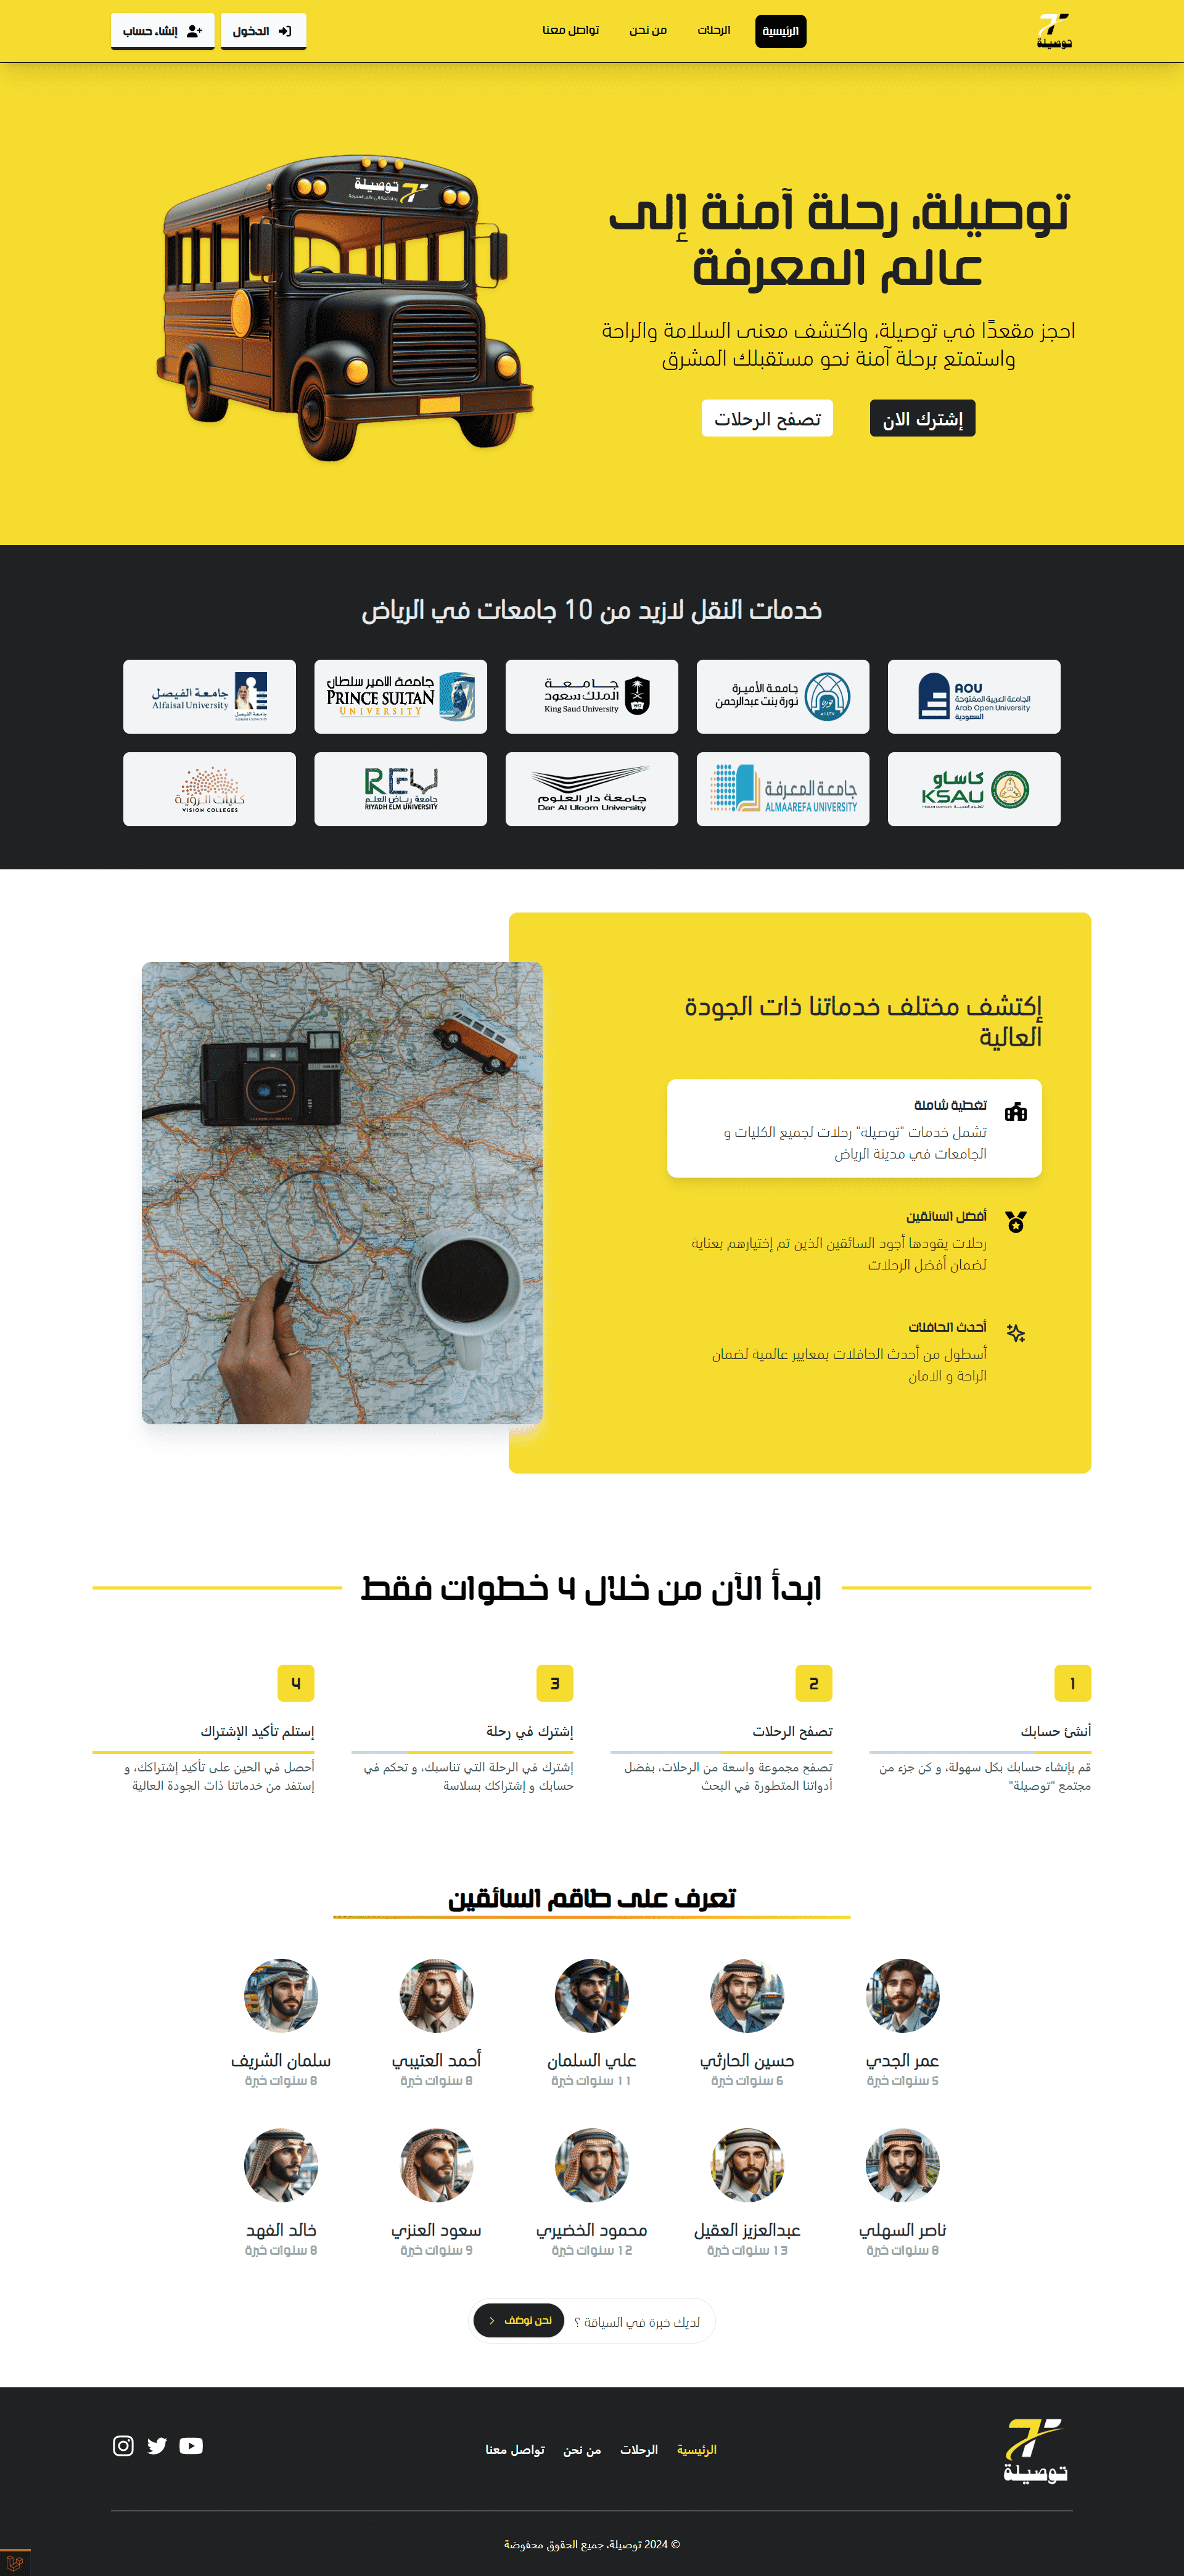 توصيلة
الرئيسية
الرحلات
من نحن
تواصل معنا
الدخول
إنشاء حساب
توصيلة
توصيلة، رحلة آمنة إلى
عالم المعرفة
احجز مقعدًا في توصيلة، واكتشف معنى السلامة والراحة
واستمتع برحلة آمنة نحو مستقبلك المشرق
إشترك الان
تصفح الرحلات
خدمات النقل لازيد من 10 جامعات في الرياض
AOU
الجامعة العربية المفتوحة
Arab Open University
السعودية
جامعة الأميرة
نورة بنت عبدالرحمن
جامعة
الملك سعود
King Saud University
جامعة الامير سلطان
PRINCE SULTAN
UNIVERSITY
جامعة الفيصل
Alfaisal University
كاساو
KSAU
جامعة المعرفة
ALMAAREFA UNIVERSITY
جامعة دار العلوم
Dar Al Uloom University
REU
جامعة رياض العلم
RIYADH ELM UNIVERSITY
كليات الرؤية
VISION COLLEGES
إكتشف مختلف خدماتنا ذات الجودة
العالية
تغطية شاملة
تشمل خدمات "توصيلة" رحلات لجميع الكليات و
الجامعات في مدينة الرياض
أفضل السائقين
رحلات يقودها أجود السائقين الذين تم إختيارهم بعناية
لضمان أفضل الرحلات
أحدث الحافلات
أسطول من أحدث الحافلات بمعايير عالمية لضمان
الراحة و الامان
ابدأ الآن من خلال 4 خطوات فقط
1
أنشئ حسابك
قم بإنشاء حسابك بكل سهولة، و كن جزء من
مجتمع "توصيلة"
2
تصفح الرحلات
تصفح مجموعة واسعة من الرحلات، بفضل
أدواتنا المتطورة في البحث
3
إشترك في رحلة
إشترك في الرحلة التي تناسبك، و تحكم في
حسابك و إشتراكك بسلاسة
4
إستلم تأكيد الإشتراك
أحصل في الحين على تأكيد إشتراكك، و
إستفد من خدماتنا ذات الجودة العالية
تعرف على طاقم السائقين
عمر الجدي
5 سنوات خبرة
حسين الحارثي
6 سنوات خبرة
علي السلمان
11 سنوات خبرة
أحمد العتيبي
8 سنوات خبرة
سلمان الشريف
8 سنوات خبرة
ناصر السهلي
8 سنوات خبرة
عبدالعزيز العقيل
13 سنوات خبرة
محمود الخضيري
12 سنوات خبرة
سعود العنزي
9 سنوات خبرة
خالد الفهد
8 سنوات خبرة
لديك خبرة في السياقة ؟
نحن نوظف
توصيلة
الرئيسية
الرحلات
من نحن
تواصل معنا
© 2024 توصيلة، جميع الحقوق محفوضة